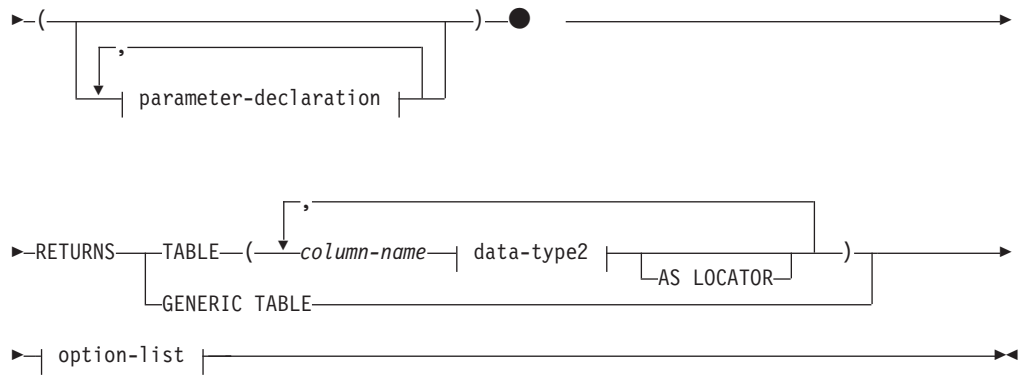 ( )
,
parameter-declaration
,
RETURNS TABLE ( column-name data-type2 )
AS LOCATOR
GENERIC TABLE
option-list